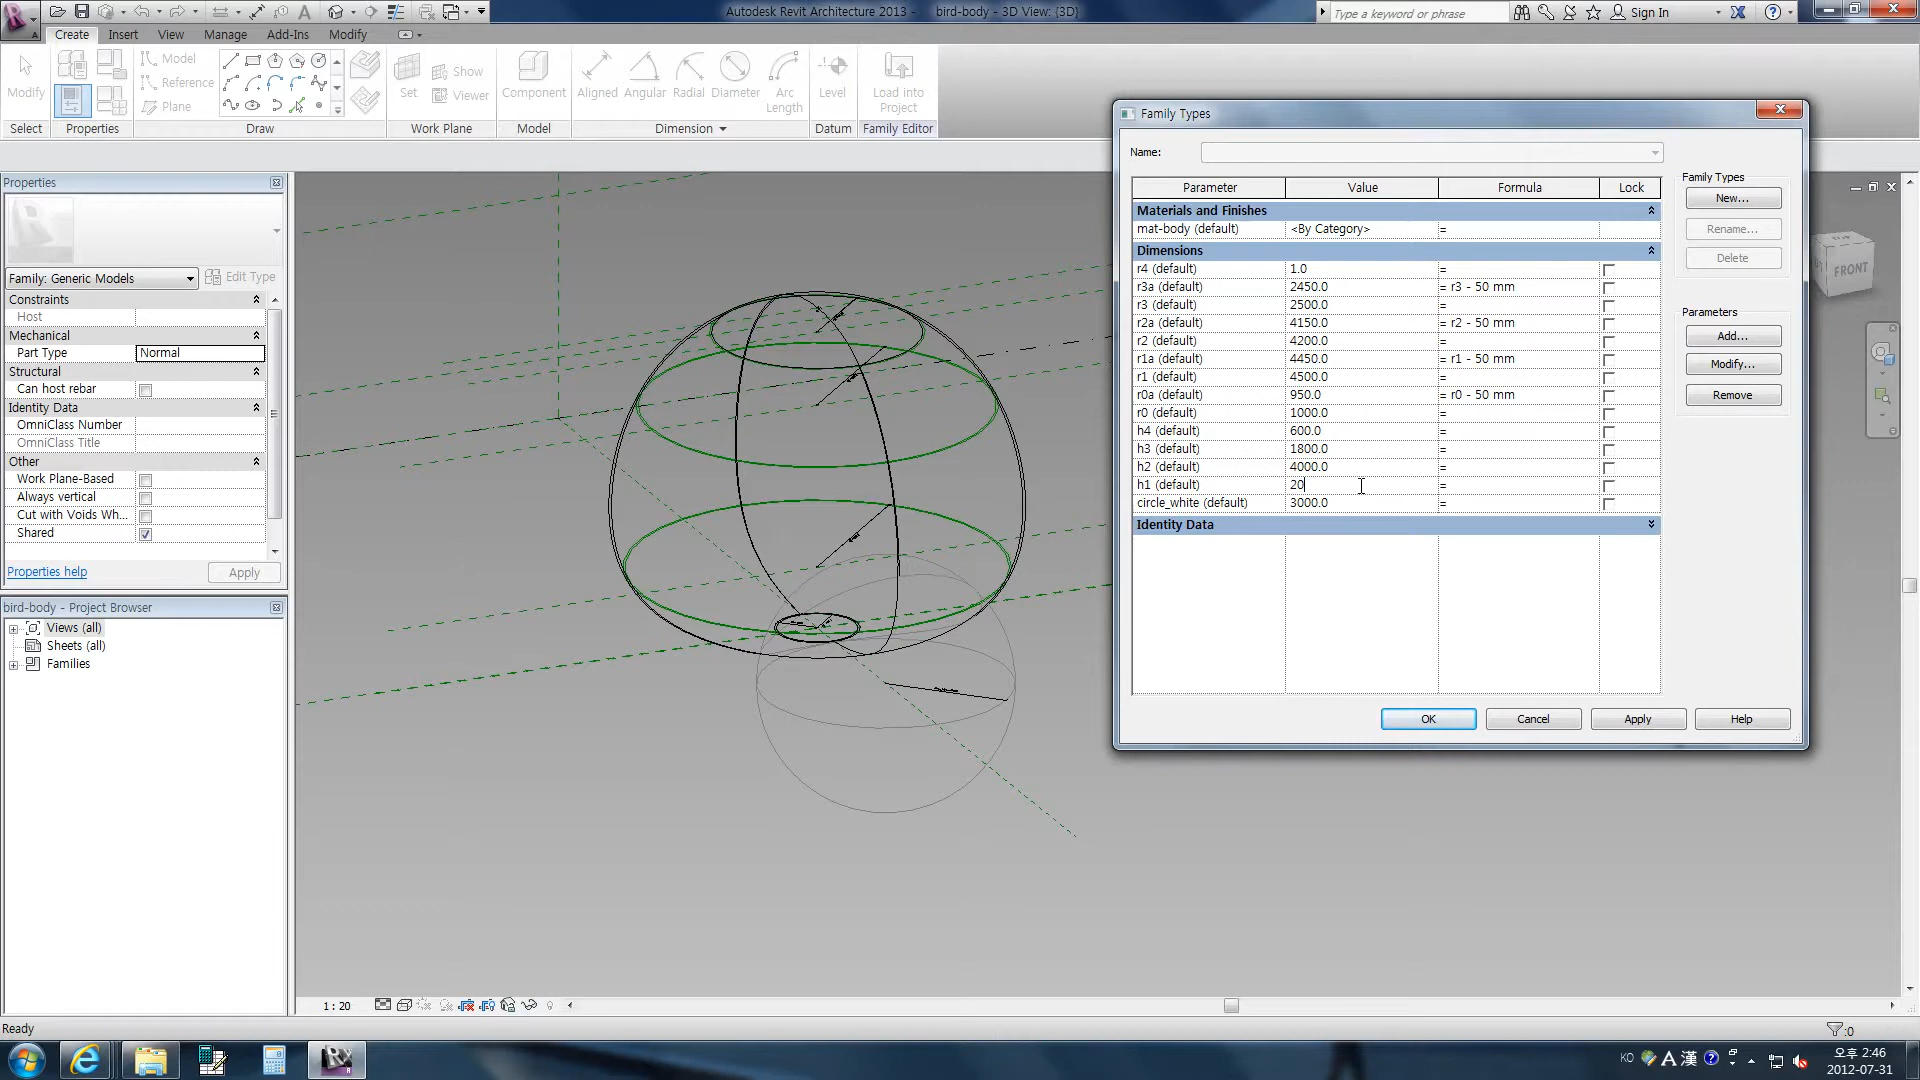 Autodesk Revit Architecture 2013 - bird-body - 3D View: {3D}
Type a keyword or phrase
Sign In
Create Insert View Manage Add-Ins Modify
Modify
Model
Reference
Plane
Set
Show
Viewer
Component
Aligned Angular Radial Diameter Arc Length
Level
Load into Project
Select Properties Draw Work Plane Model Dimension Datum Family Editor
Properties
Family: Generic Models
Edit Type
Constraints
Host
Mechanical
Part Type Normal
Structural
Can host rebar
Identity Data
OmniClass Number
OmniClass Title
Other
Work Plane-Based
Always vertical
Cut with Voids Wh...
Shared
Properties help Apply
bird-body - Project Browser
Views (all)
Sheets (all)
Families
FRONT
Family Types
Name:
Parameter Value Formula Lock
Materials and Finishes
mat-body (default) <By Category> =
Dimensions
r4 (default) 1.0 =
r3a (default) 2450.0 = r3 - 50 mm
r3 (default) 2500.0 =
r2a (default) 4150.0 = r2 - 50 mm
r2 (default) 4200.0 =
r1a (default) 4450.0 = r1 - 50 mm
r1 (default) 4500.0 =
r0a (default) 950.0 = r0 - 50 mm
r0 (default) 1000.0 =
h4 (default) 600.0 =
h3 (default) 1800.0 =
h2 (default) 4000.0 =
h1 (default) 20 =
circle_white (default) 3000.0 =
Identity Data
Family Types
New...
Rename...
Delete
Parameters
Add...
Modify...
Remove
OK Cancel Apply Help
1 : 20
Ready
:0
KO A 漢
오후 2:46
2012-07-31